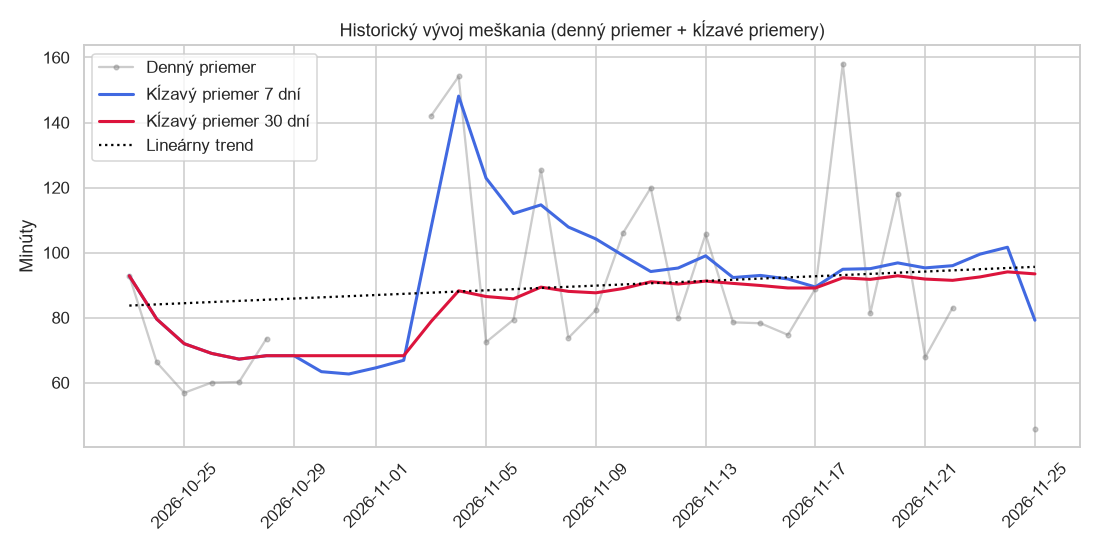 Historický vývoj meškania (denný priemer + kĺzavé priemery)
160
140
120
100
80
60
Minúty
Denný priemer
Kĺzavý priemer 7 dní
Kĺzavý priemer 30 dní
Lineárny trend
2026-10-25
2026-10-29
2026-11-01
2026-11-05
2026-11-09
2026-11-13
2026-11-17
2026-11-21
2026-11-25